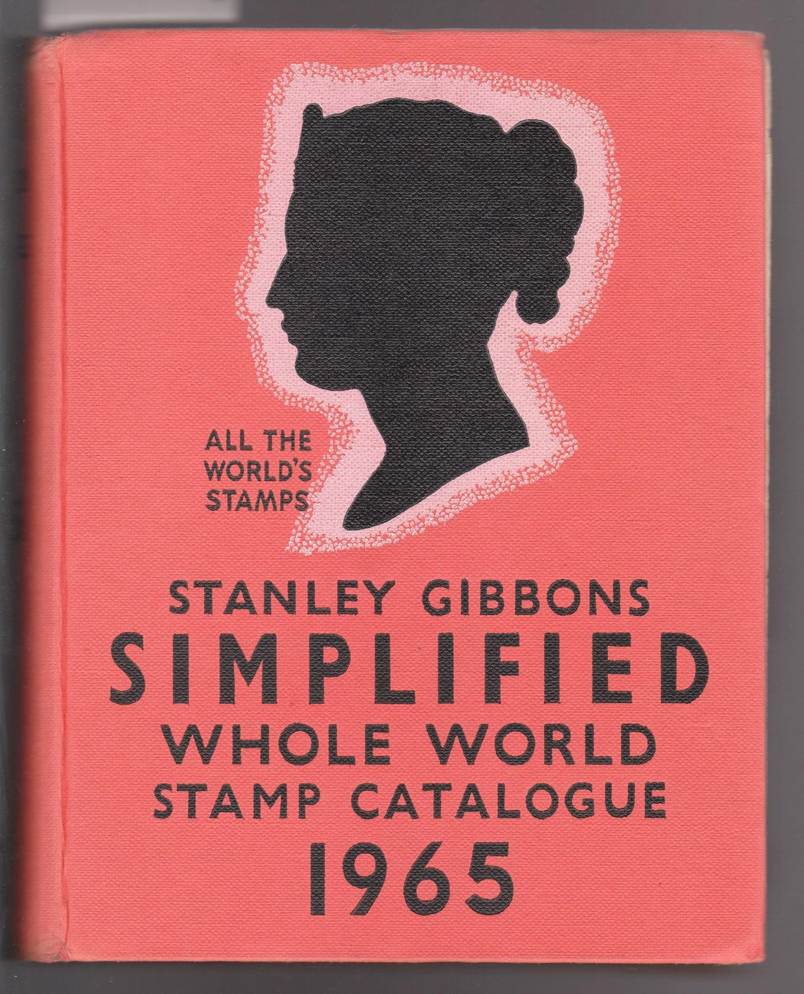 ALL THE
WORLD'S
STAMPS
STANLEY GIBBONS
SIMPLIFIED
WHOLE WORLD
STAMP CATALOGUE
1965